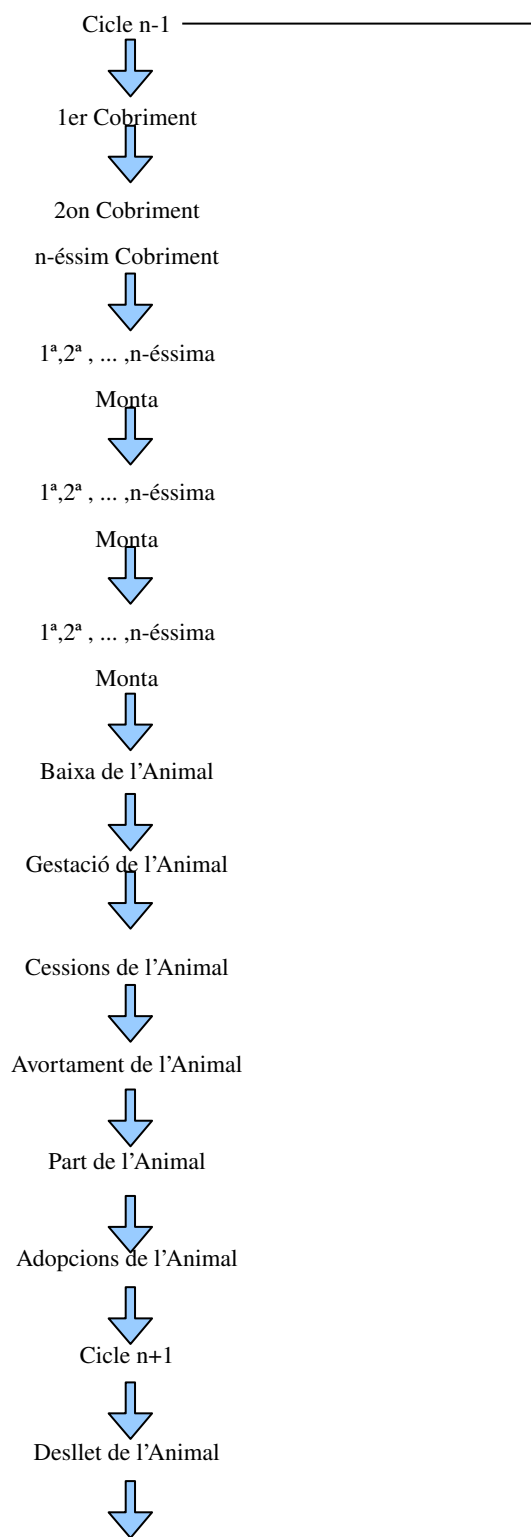 Cicle n-1
1er Cobriment
2on Cobriment
n-éssim Cobriment
1ª,2ª , ... ,n-éssima
Monta
1ª,2ª , ... ,n-éssima
Monta
1ª,2ª , ... ,n-éssima
Monta
Baixa de l’Animal
Gestació de l’Animal
Cessions de l’Animal
Avortament de l’Animal
Part de l’Animal
Adopcions de l’Animal
Cicle n+1
Desllet de l’Animal